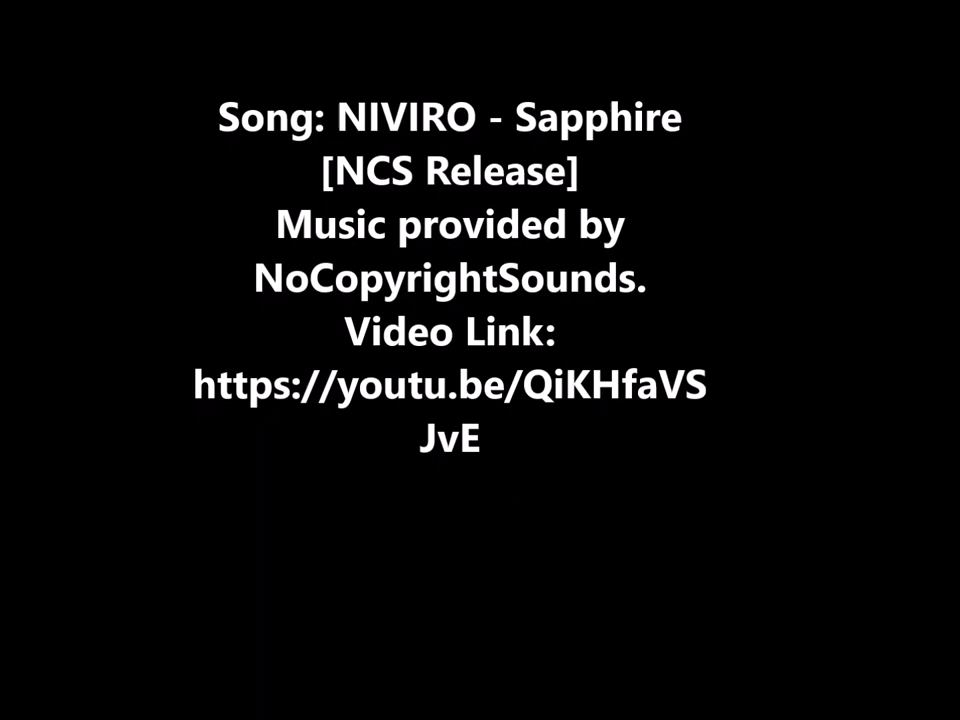 Song: NIVIRO - Sapphire
[NCS Release]
Music provided by
NoCopyrightSounds.
Video Link:
https://youtu.be/QiKHfaVS
JvE